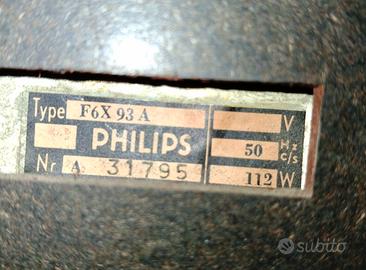 Type F6X 93 A V
PHILIPS 50 Hz c/s
Nr A 31795 112 W
subito